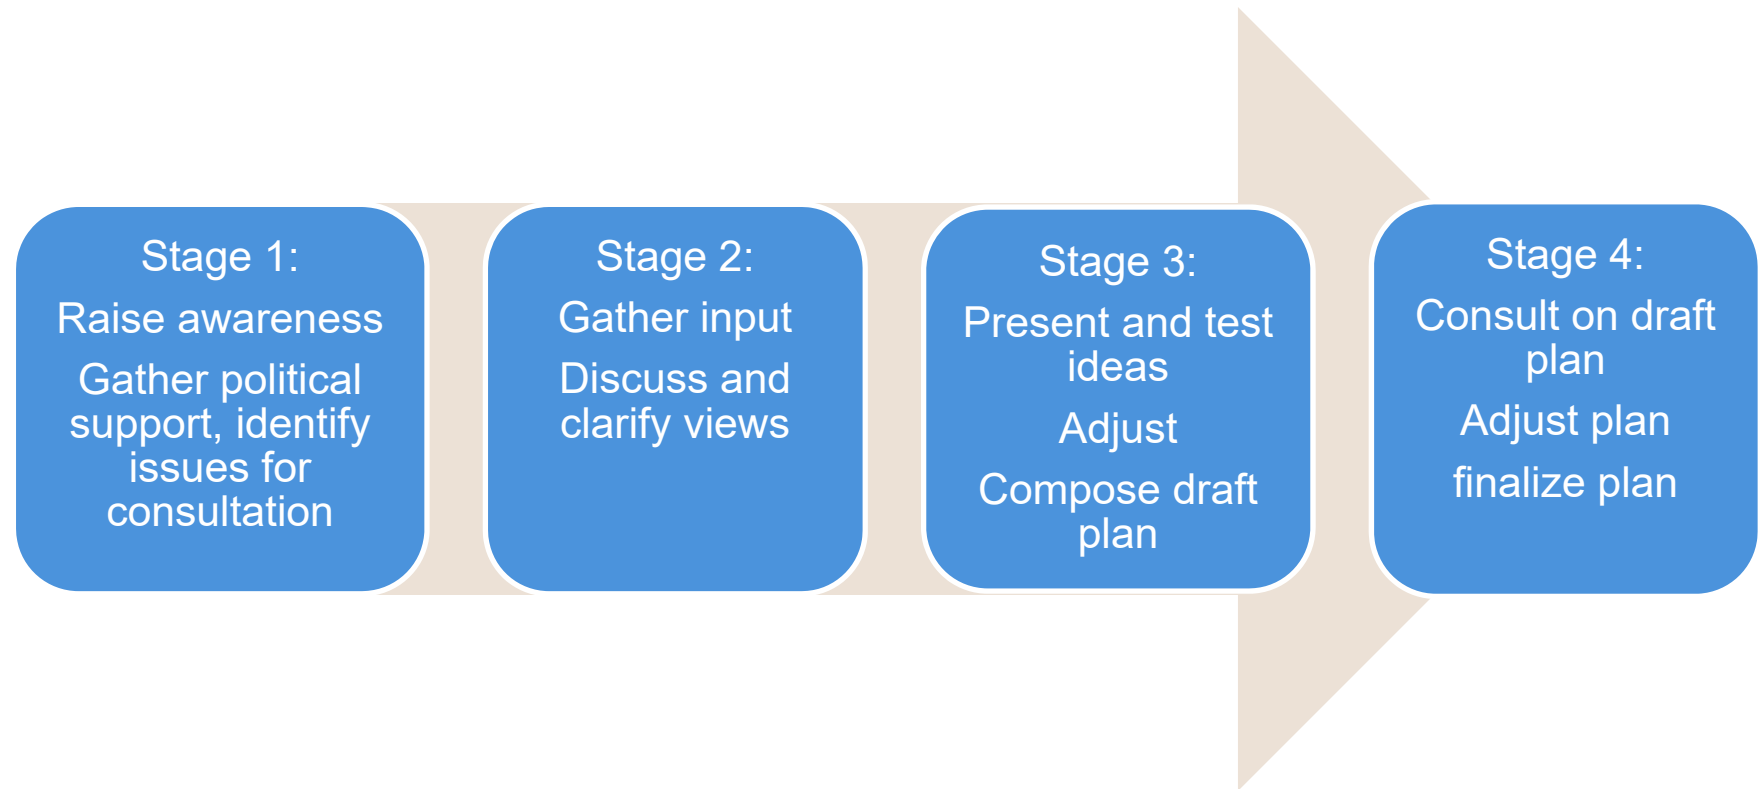 Stage 1:
Raise awareness
Gather political
support, identify
issues for
consultation
Stage 2:
Gather input
Discuss and
clarify views
Stage 3:
Present and test
ideas
Adjust
Compose draft
plan
Stage 4:
Consult on draft
plan
Adjust plan
finalize plan